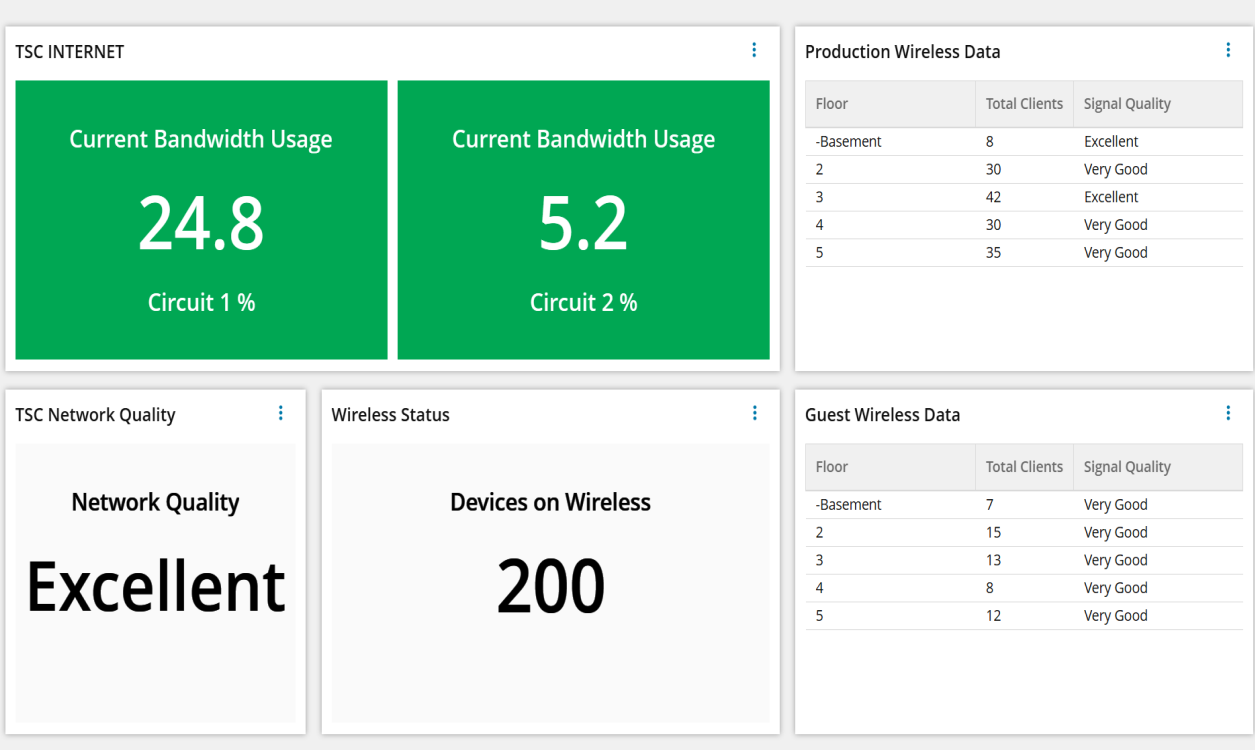 TSC INTERNET
Current Bandwidth Usage
24.8
Circuit 1 %
Current Bandwidth Usage
5.2
Circuit 2 %
Production Wireless Data
Floor Total Clients Signal Quality
-Basement 8 Excellent
2 30 Very Good
3 42 Excellent
4 30 Very Good
5 35 Very Good
TSC Network Quality
Network Quality
Excellent
Wireless Status
Devices on Wireless
200
Guest Wireless Data
Floor Total Clients Signal Quality
-Basement 7 Very Good
2 15 Very Good
3 13 Very Good
4 8 Very Good
5 12 Very Good